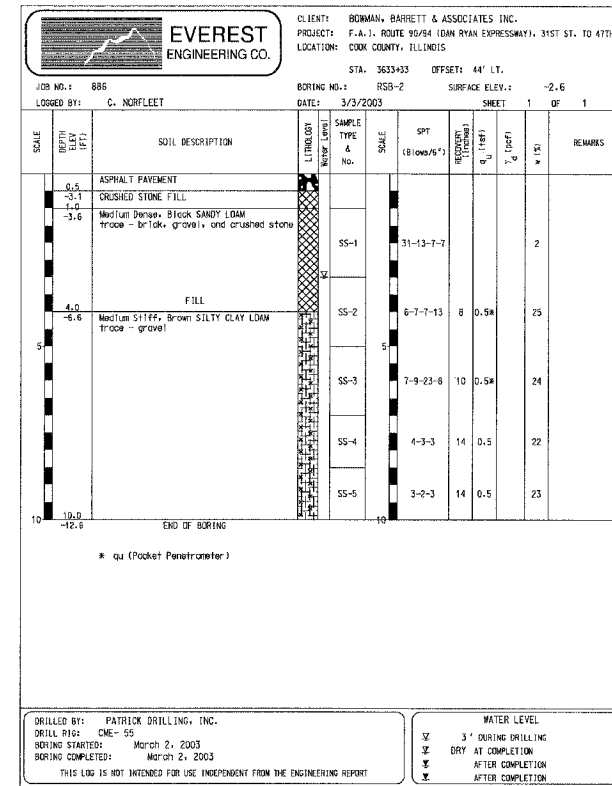 EVEREST
ENGINEERING CO.
CLIENT: BOWMAN, BARRETT & ASSOCIATES INC.
PROJECT: F.A.I. ROUTE 90/94 (DAN RYAN EXPRESSWAY), 31ST ST. TO 47TH
LOCATION: COOK COUNTY, ILLINOIS
STA. 3633+33 OFFSET: 44' LT.
JOB NO.: 886 BORING NO.: RSB-2 SURFACE ELEV.: -2.6
LOGGED BY: C. NORFLEET DATE: 3/3/2003 SHEET 1 OF 1
SCALE DEPTH ELEV (FT) SOIL DESCRIPTION LITHOLOGY Water Level SAMPLE TYPE & No. SCALE SPT (Blows/6") RECOVERY (Inches) qu (tsf) γd (pcf) w (%) REMARKS
ASPHALT PAVEMENT
0.5
-3.1 CRUSHED STONE FILL
1.0
-3.6 Medium Dense, Black SANDY LOAM
trace - brick, gravel, and crushed stone
SS-1 31-13-7-7 2
FILL
4.0 SS-2 6-7-7-13 8 0.5* 25
-6.6 Medium Stiff, Brown SILTY CLAY LOAM
trace - gravel
5 5
SS-3 7-9-23-8 10 0.5* 24
SS-4 4-3-3 14 0.5 22
SS-5 3-2-3 14 0.5 23
10 10.0 10
-12.6 END OF BORING
* qu (Pocket Penetrometer)
DRILLED BY: PATRICK DRILLING, INC.
DRILL RIG: CME- 55
BORING STARTED: March 2, 2003
BORING COMPLETED: March 2, 2003
THIS LOG IS NOT INTENDED FOR USE INDEPENDENT FROM THE ENGINEERING REPORT
WATER LEVEL
3 ' DURING DRILLING
DRY AT COMPLETION
AFTER COMPLETION
AFTER COMPLETION